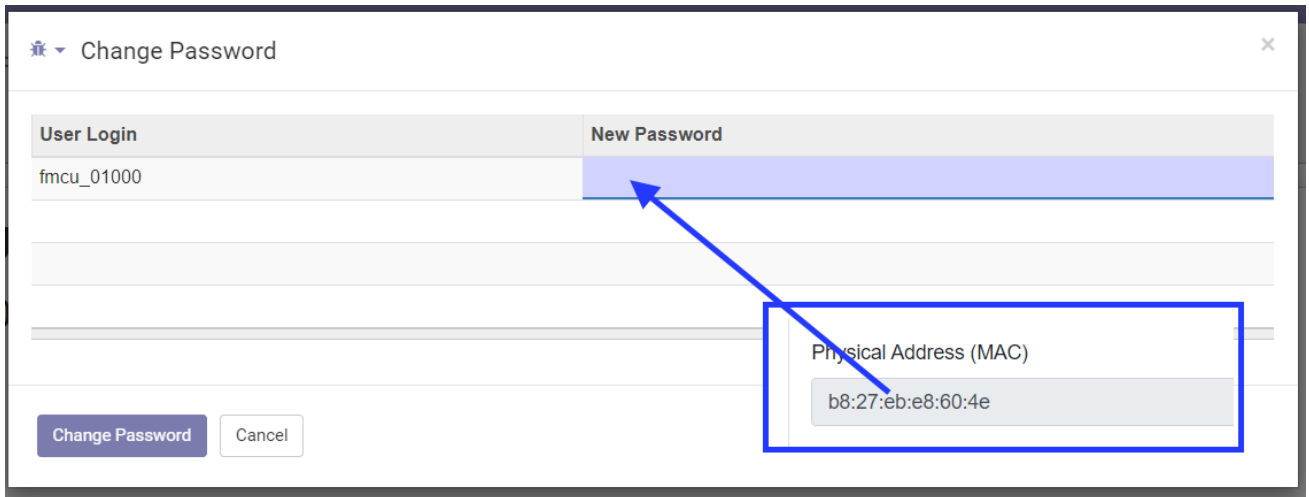 Change Password
×
User Login New Password
fmcu_01000
Physical Address (MAC)
b8:27:eb:e8:60:4e
Change Password Cancel